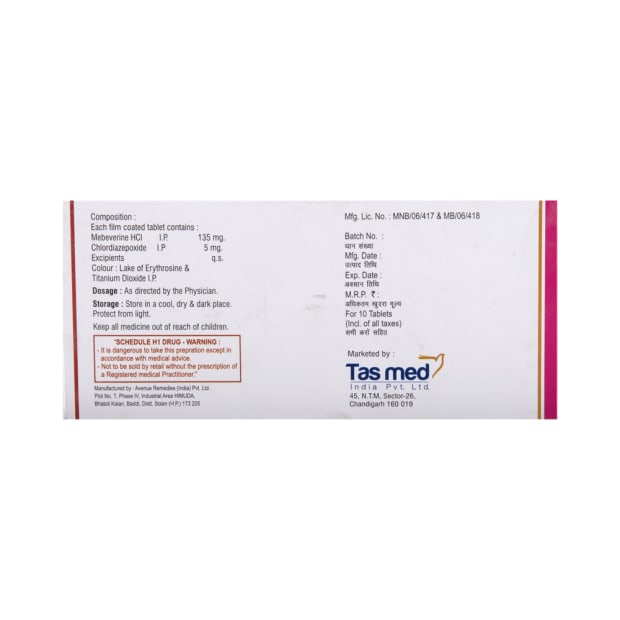 Composition :
Each film coated tablet contains :
Mebeverine HCl I.P. 135 mg.
Chlordiazepoxide I.P 5 mg.
Excipients q.s.
Colour : Lake of Erythrosine &
Titanium Dioxide I.P.
Dosage : As directed by the Physician.
Storage : Store in a cool, dry & dark place.
Protect from light.
Keep all medicine out of reach of children.
"SCHEDULE H1 DRUG - WARNING :
- It is dangerous to take this prepration except in
accordance with medical advice.
- Not to be sold by retail without the prescription of
a Registered medical Practitioner."
Manufactured by : Avenue Remedies (India) Pvt. Ltd.
Plot No. 7, Phase IV, Industrial Area HIMUDA,
Bhatoli Kalan, Baddi, Distt. Solan (H.P.) 173 205
Mfg. Lic. No. : MNB/06/417 & MB/06/418
Batch No. :
थान संख्या
Mfg. Date :
उत्पाद तिथि
Exp. Date :
अवसान तिथि
M.R.P. ₹ :
अधिकतम खुदरा मूल्य
For 10 Tablets
(Incl. of all taxes)
सभी करों सहित
Marketed by :
Tas med
India Pvt. Ltd.
45, N.T.M, Sector-26,
Chandigarh 160 019